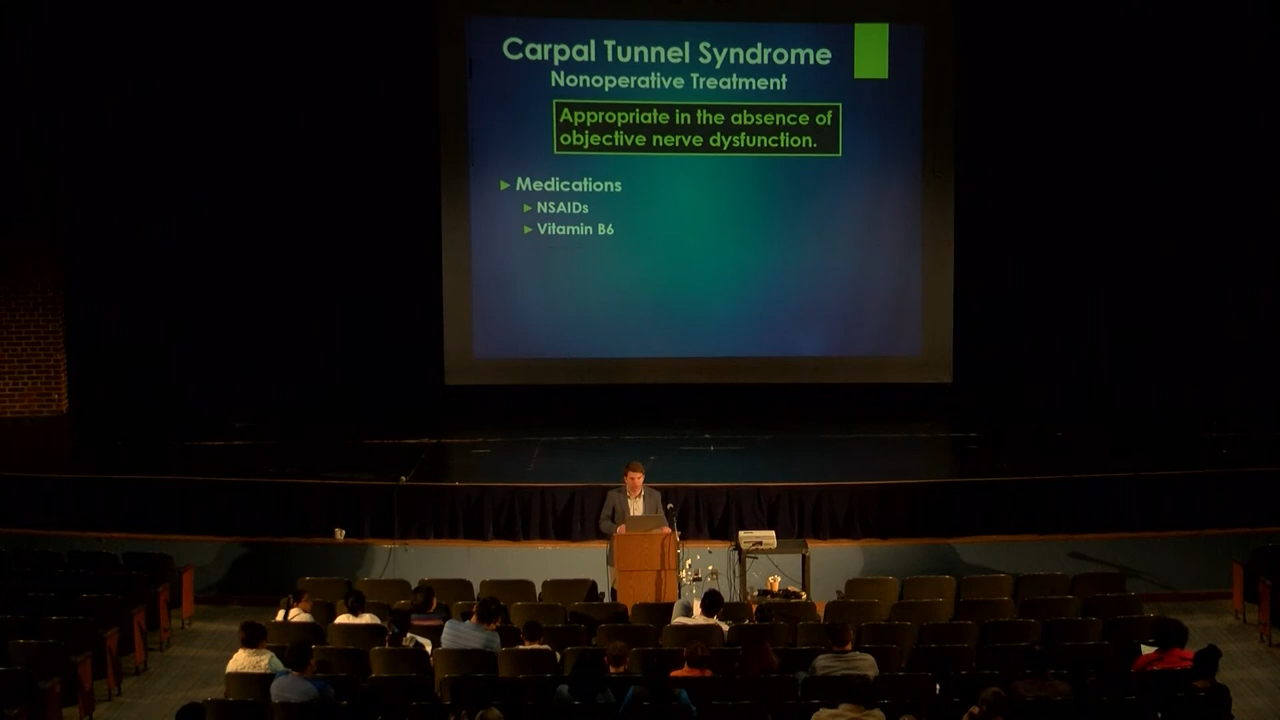 Carpal Tunnel Syndrome
Nonoperative Treatment
Appropriate in the absence of
objective nerve dysfunction.
Medications
NSAIDs
Vitamin B6